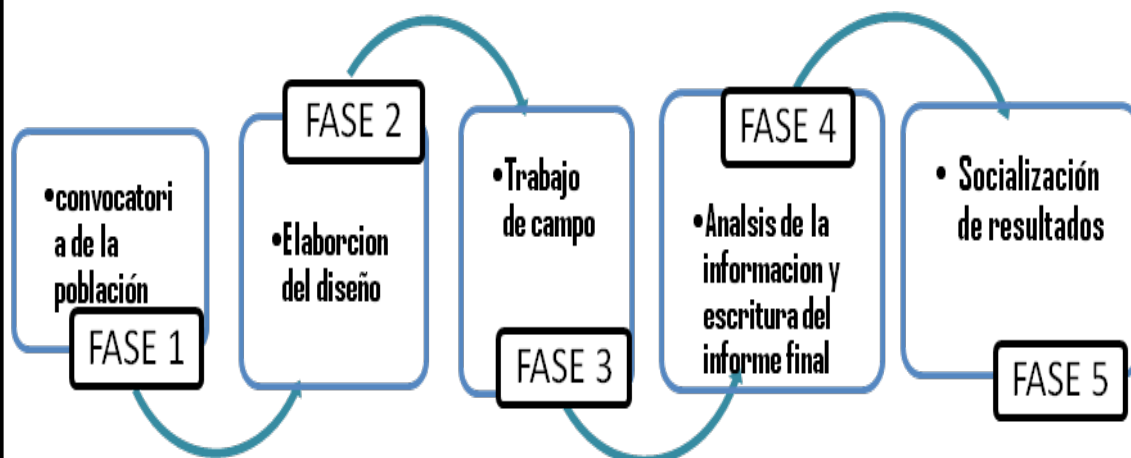 •convocatori
a de la
población
FASE 1
FASE 2
•Elaborcion
del diseño
•Trabajo
de campo
FASE 3
FASE 4
•Analsis de la
informacion y
escritura del
informe final
• Socialización
de resultados
FASE 5